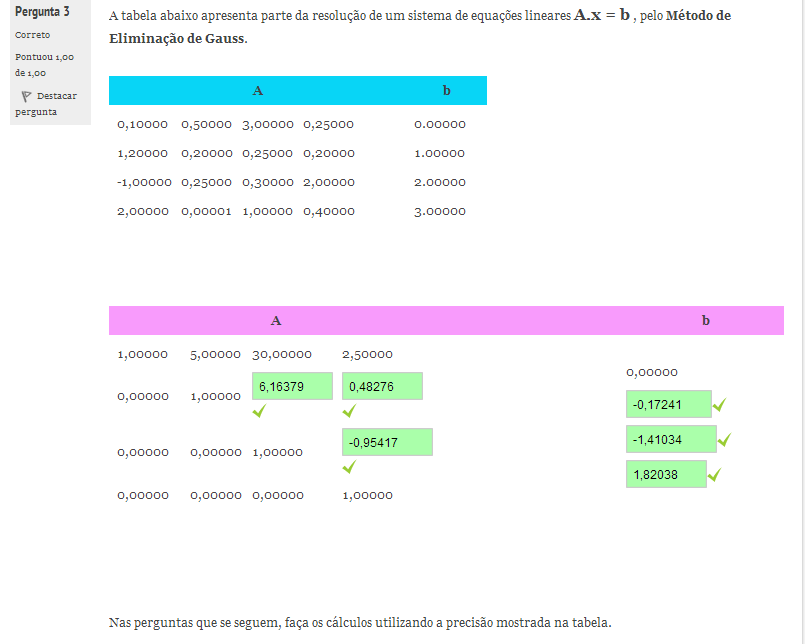 Pergunta 3
Correto
Pontuou 1,00
de 1,00
Destacar
pergunta
A tabela abaixo apresenta parte da resolução de um sistema de equações lineares A.x = b , pelo Método de
Eliminação de Gauss.
A b
0,10000 0,50000 3,00000 0,25000 0.00000
1,20000 0,20000 0,25000 0,20000 1.00000
-1,00000 0,25000 0,30000 2,00000 2.00000
2,00000 0,00001 1,00000 0,40000 3.00000
A b
1,00000 5,00000 30,00000 2,50000
0,00000
0,00000 1,00000 6,16379 0,48276
-0,17241
0,00000 0,00000 1,00000 -0,95417
-1,41034
1,82038
0,00000 0,00000 0,00000 1,00000
Nas perguntas que se seguem, faça os cálculos utilizando a precisão mostrada na tabela.